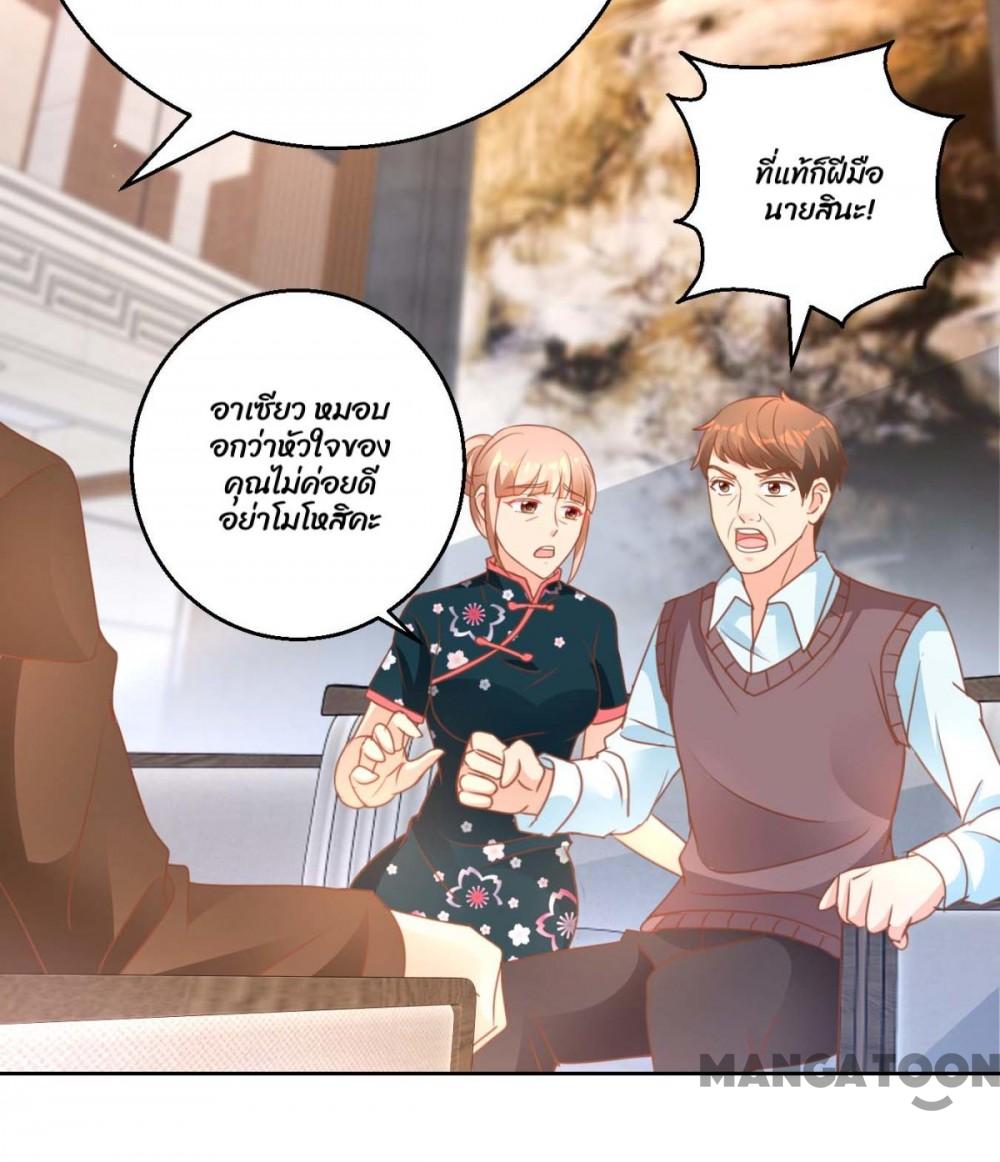 ที่แท้ก็ฝีมือ
นายสินะ!
อาเซียว หมอบ
อกว่าหัวใจของ
คุณไม่ค่อยดี
อย่าโมโหสิคะ
MANGATOON